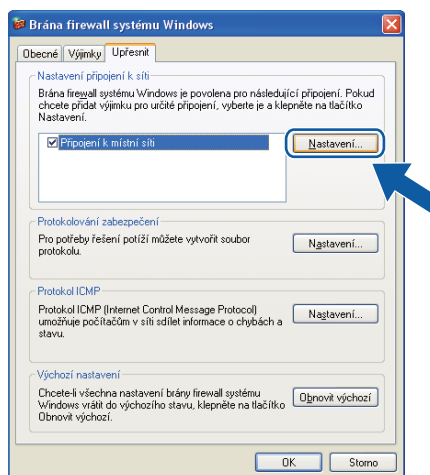 Brána firewall systému Windows
Obecné Výjimky Upřesnit
Nastavení připojení k síti
Brána firewall systému Windows je povolena pro následující připojení. Pokud
chcete přidat výjimku pro určité připojení, vyberte je a klepněte na tlačítko
Nastavení.
Připojení k místní síti
Nastavení...
Protokolování zabezpečení
Pro potřeby řešení potíží můžete vytvořit soubor
protokolu.
Nastavení...
Protokol ICMP
Protokol ICMP (Internet Control Message Protocol)
umožňuje počítačům v síti sdílet informace o chybách a
stavu.
Nastavení...
Výchozí nastavení
Chcete-li všechna nastavení brány firewall systému
Windows vrátit do výchozího stavu, klepněte na tlačítko
Obnovit výchozí.
Obnovit výchozí
OK Storno